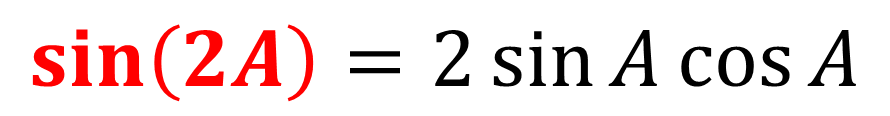 sin(2A) = 2 sin A cos A